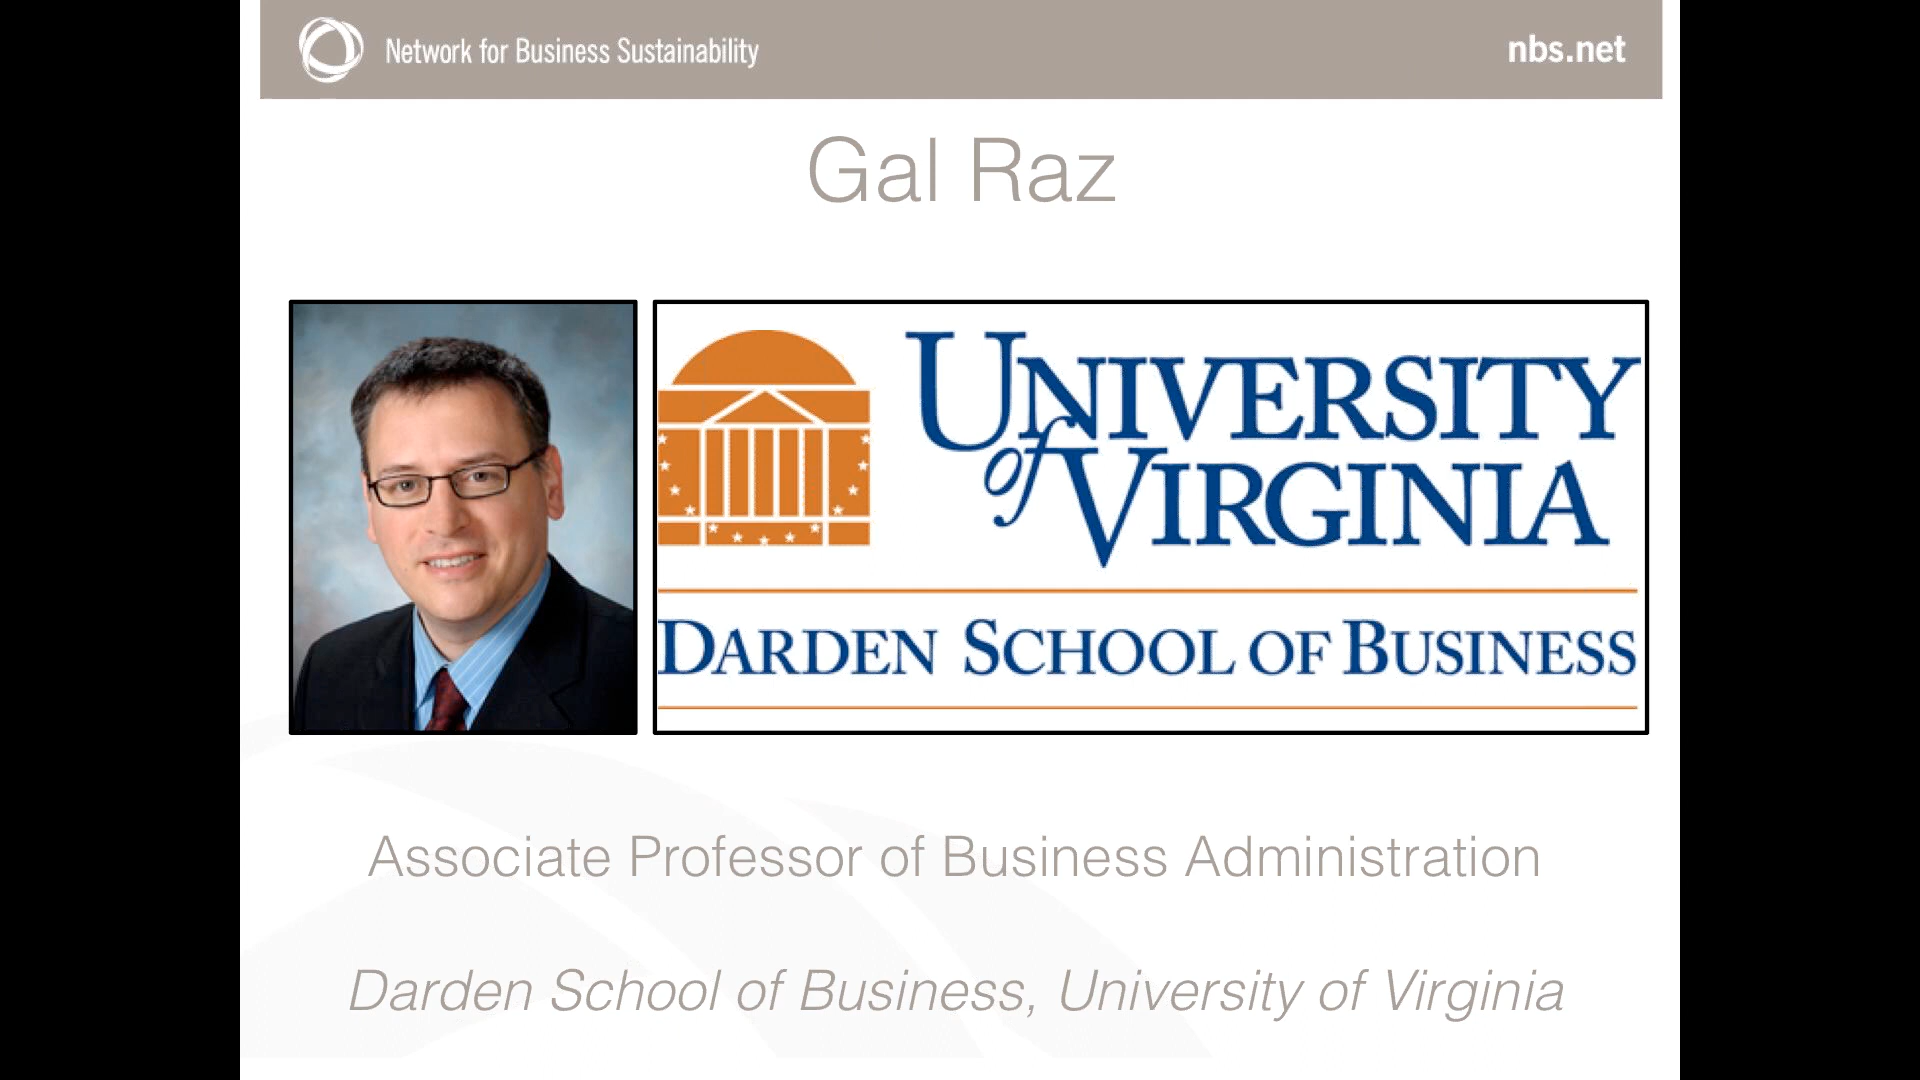 Network for Business Sustainability
nbs.net
Gal Raz
UNIVERSITY
of VIRGINIA
DARDEN SCHOOL OF BUSINESS
Associate Professor of Business Administration
Darden School of Business, University of Virginia